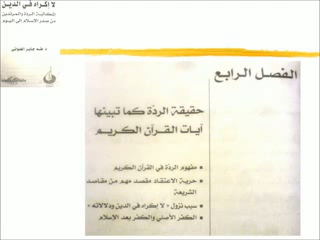 لا إكراه في الدين
إشكالية الردة والمرتدين
من صدر الإسلام إلى اليوم
د. طه جابر العلواني
الفصل الرابع
حقيقة الردّة كما تبينها
آيات القرآن الكريم
مفهوم الردّة في القرآن الكريم
حرية الاعتقاد مقصد مهم من مقاصد
الشريعة
سبب نزول « لا إكراه في الدين ودلالاته »
الكفر الأصلي والكفر بعد الإسلام